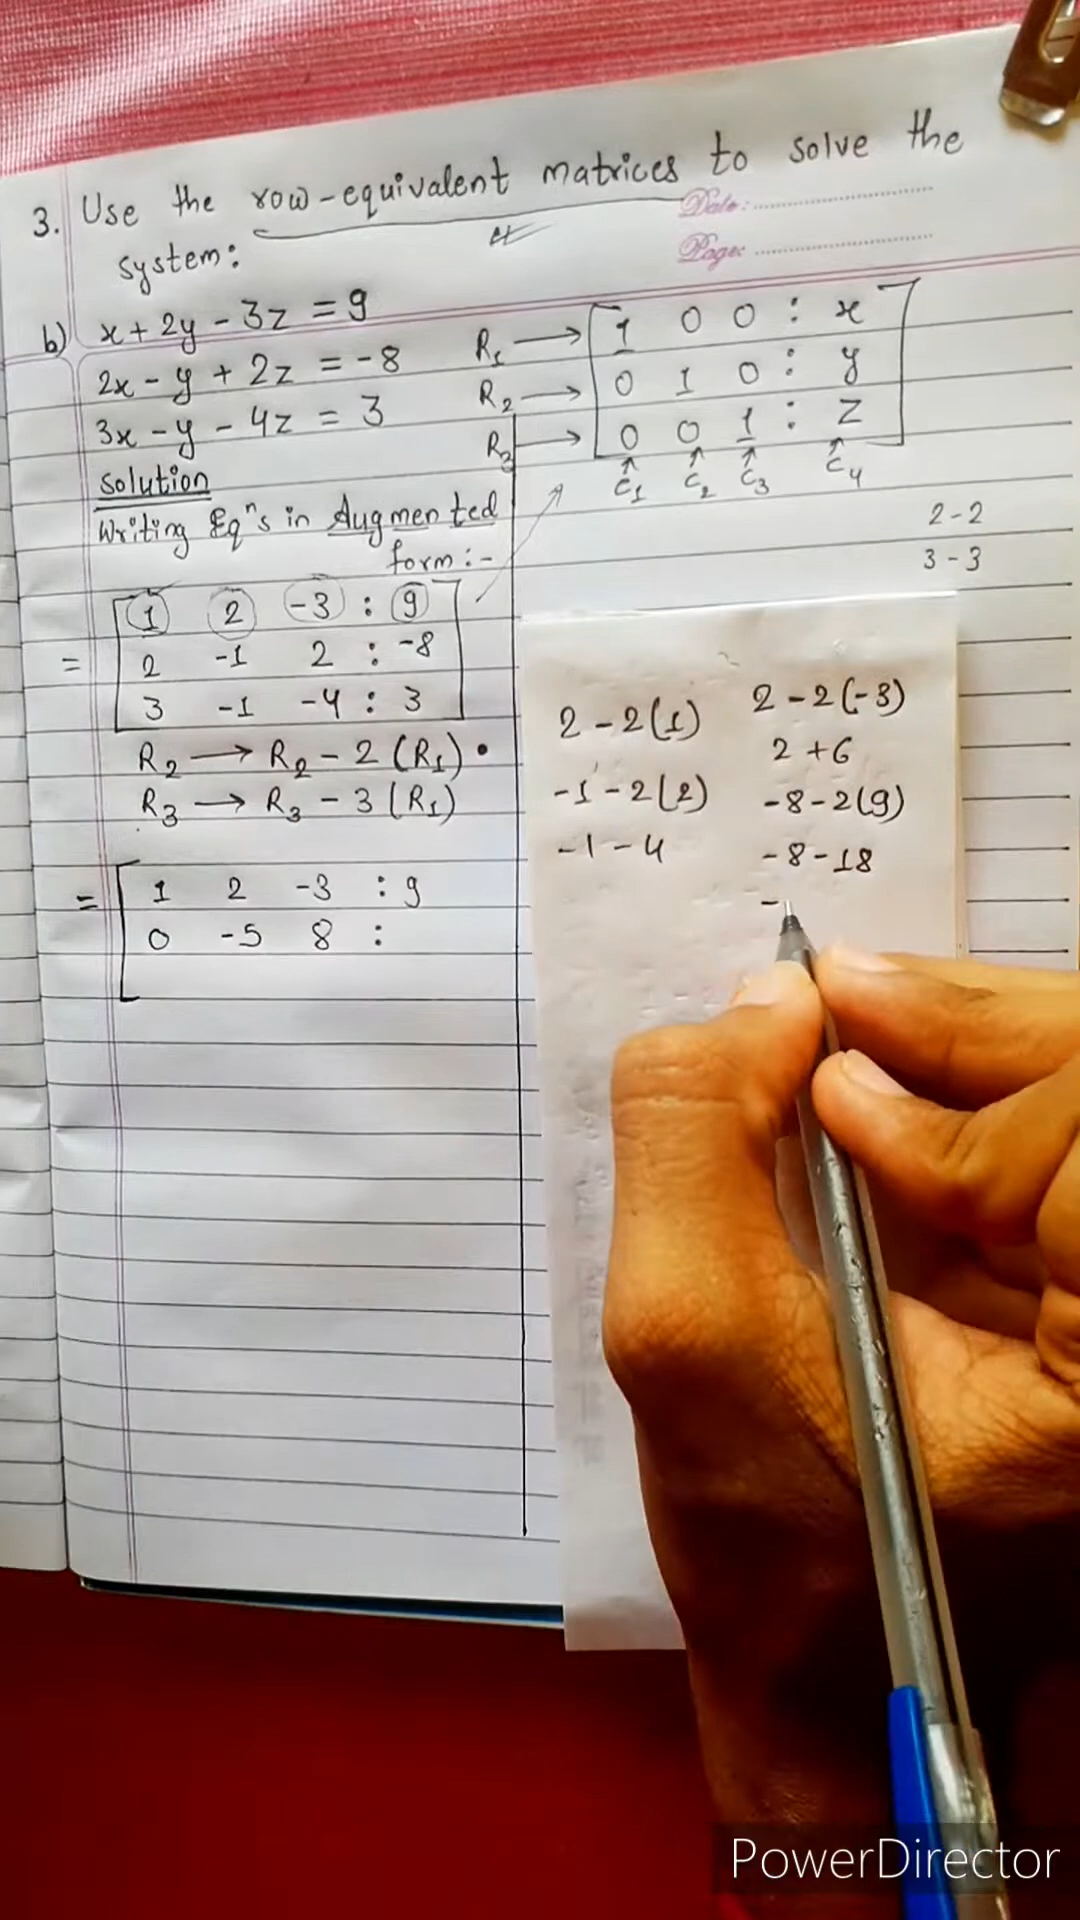 3. Use the row-equivalent matrices to solve the
Date:
system:
Page:
b) x + 2y - 3z = 9
2x - y + 2z = -8
3x - y - 4z = 3
R₁ → [ 1 0 0 : x
R₂ → 0 1 0 : y
R₃ → 0 0 1 : z ]
↑ ↑ ↑ ↑
C₁ C₂ C₃ C₄
Solution
Writing Eqⁿs in Augmented
form :-
2 - 2
3 - 3
= [ 1 2 -3 : 9
2 -1 2 : -8
3 -1 -4 : 3 ]
R₂ → R₂ - 2 (R₁) •
R₃ → R₃ - 3 (R₁)
= [ 1 2 -3 : 9
0 -5 8 :
2 - 2(1)
-1 - 2(2)
-1 - 4
2 - 2(-3)
2 + 6
-8 - 2(9)
-8 - 18
-
PowerDirector